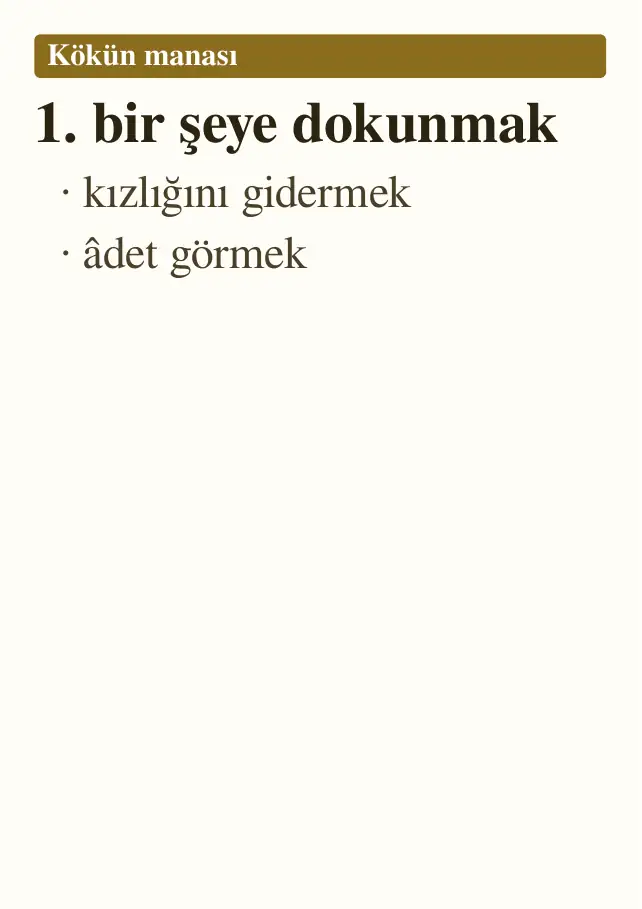 Kökün manası
1. bir şeye dokunmak
· kızlığını gidermek
· âdet görmek